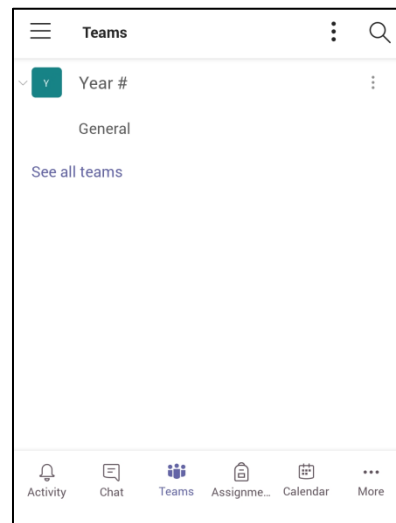 Teams
Y Year #
General
See all teams
Activity Chat Teams Assignme... Calendar More